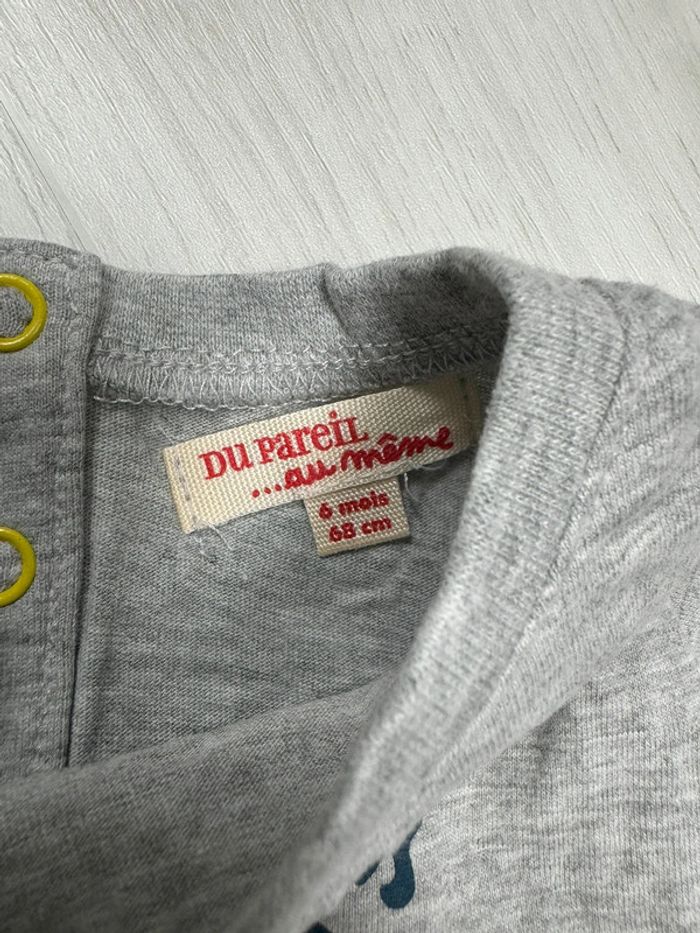 DU PareiL
...au même
6 mois
68 cm